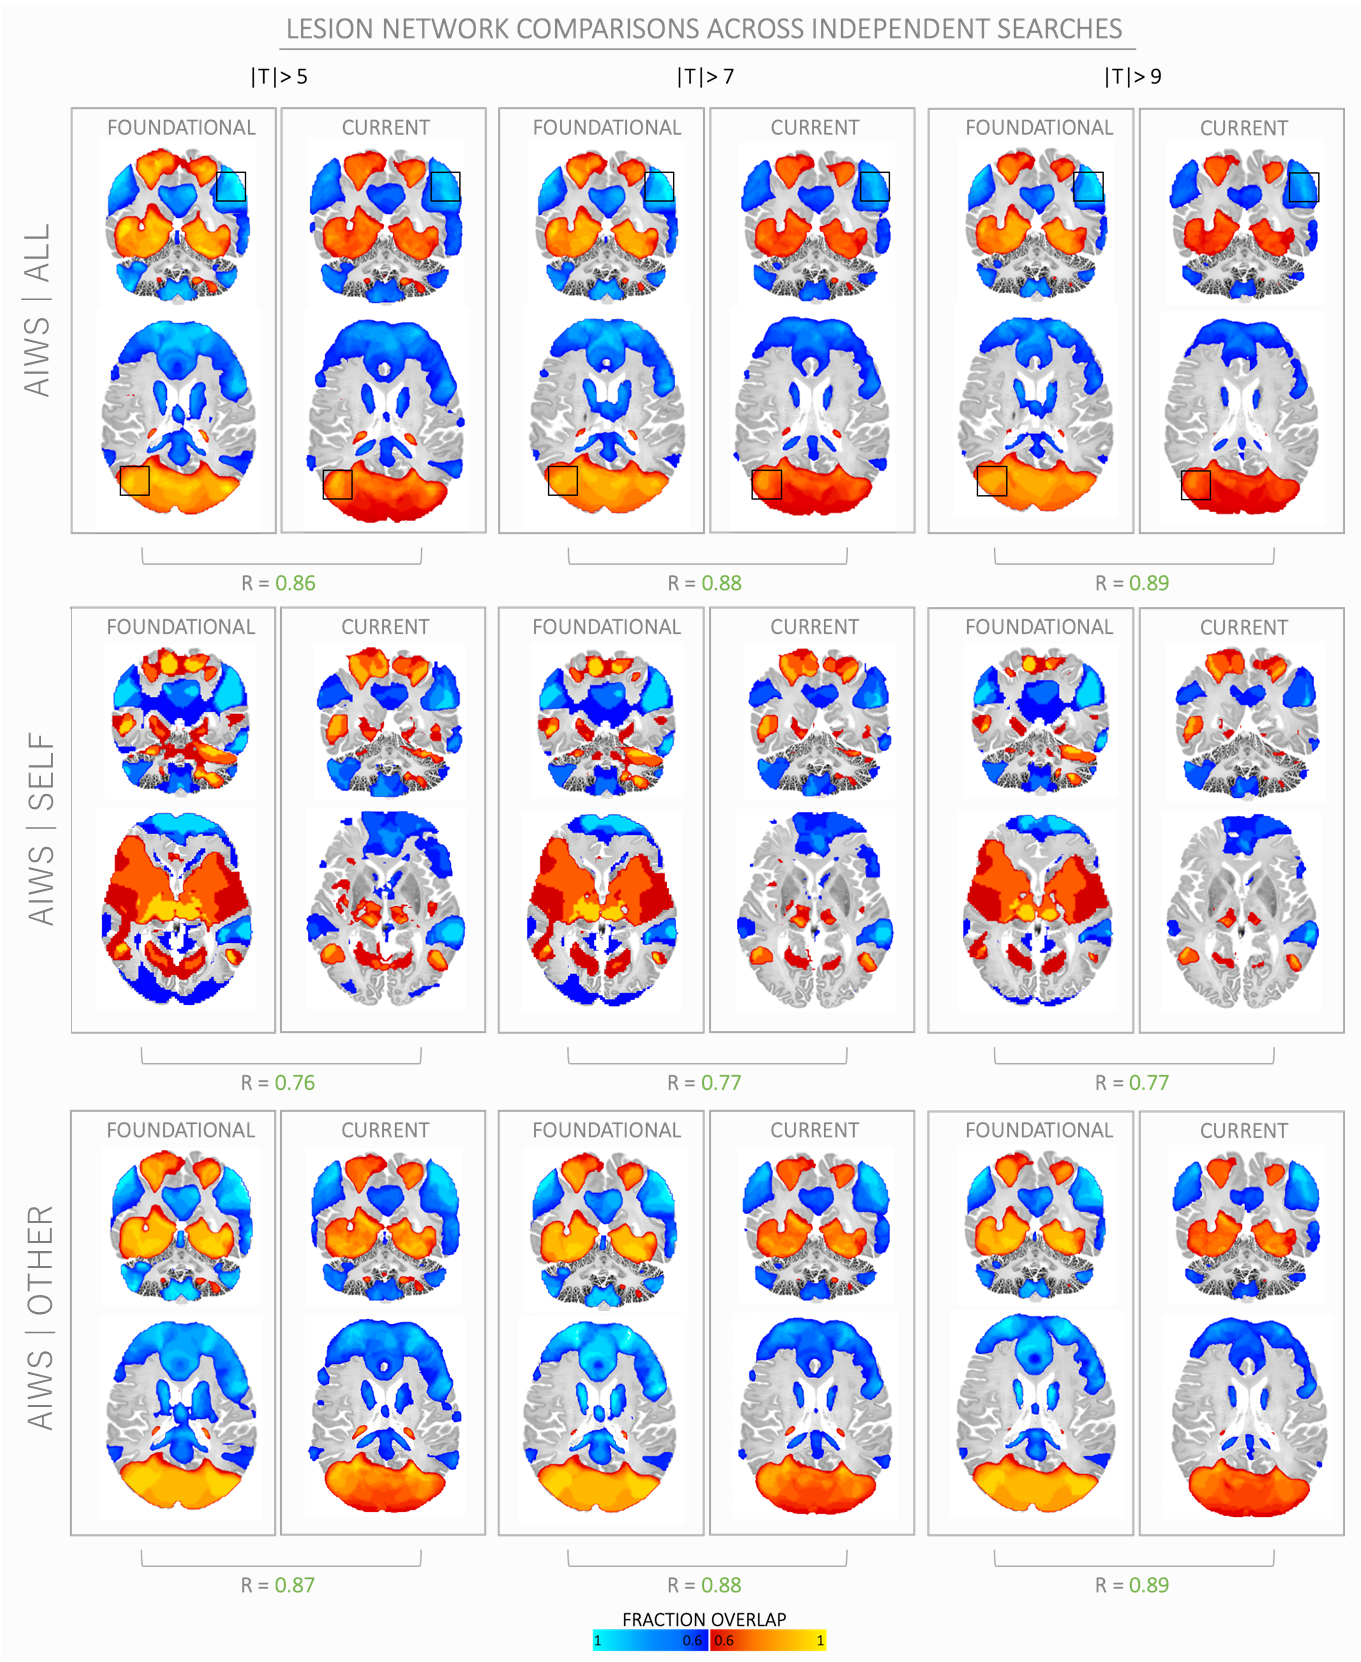 LESION NETWORK COMPARISONS ACROSS INDEPENDENT SEARCHES
|T|> 5 |T|> 7 |T|> 9
AIWS | ALL
FOUNDATIONAL CURRENT FOUNDATIONAL CURRENT FOUNDATIONAL CURRENT
R = 0.86 R = 0.88 R = 0.89
AIWS | SELF
FOUNDATIONAL CURRENT FOUNDATIONAL CURRENT FOUNDATIONAL CURRENT
R = 0.76 R = 0.77 R = 0.77
AIWS | OTHER
FOUNDATIONAL CURRENT FOUNDATIONAL CURRENT FOUNDATIONAL CURRENT
R = 0.87 R = 0.88 R = 0.89
FRACTION OVERLAP
1 0.6 0.6 1